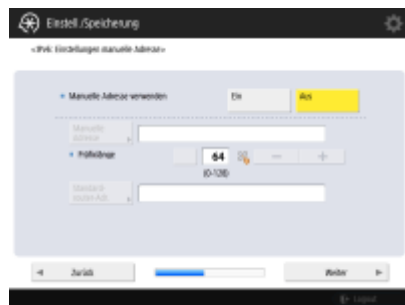 Einstell./Speicherung
<IPv6: Einstellungen manuelle Adresse>
Manuelle Adresse verwenden
Ein
Aus
Manuelle
Adresse
Präfixlänge
64
(0-128)
Standard-
router-Adr.
Zurück
Weiter
Logout